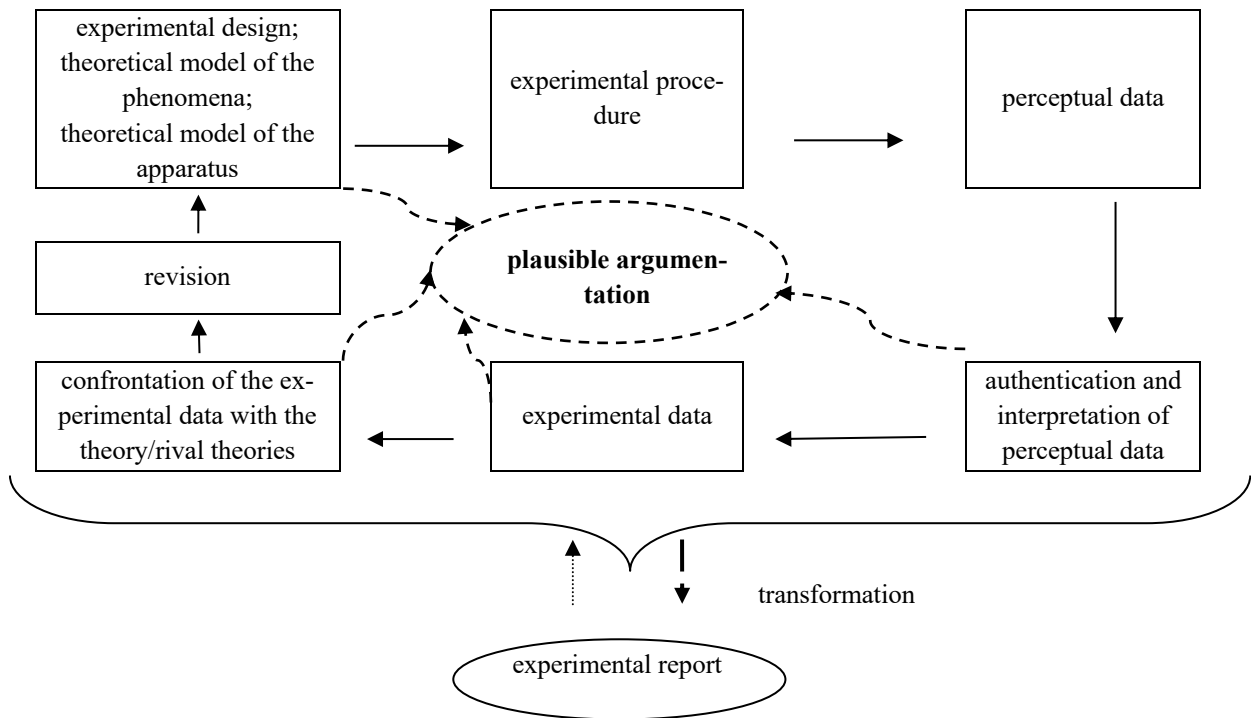 experimental design;
theoretical model of the
phenomena;
theoretical model of the
apparatus
experimental proce-
dure
perceptual data
revision
plausible argumen-
tation
confrontation of the ex-
perimental data with the
theory/rival theories
experimental data
authentication and
interpretation of
perceptual data
transformation
experimental report